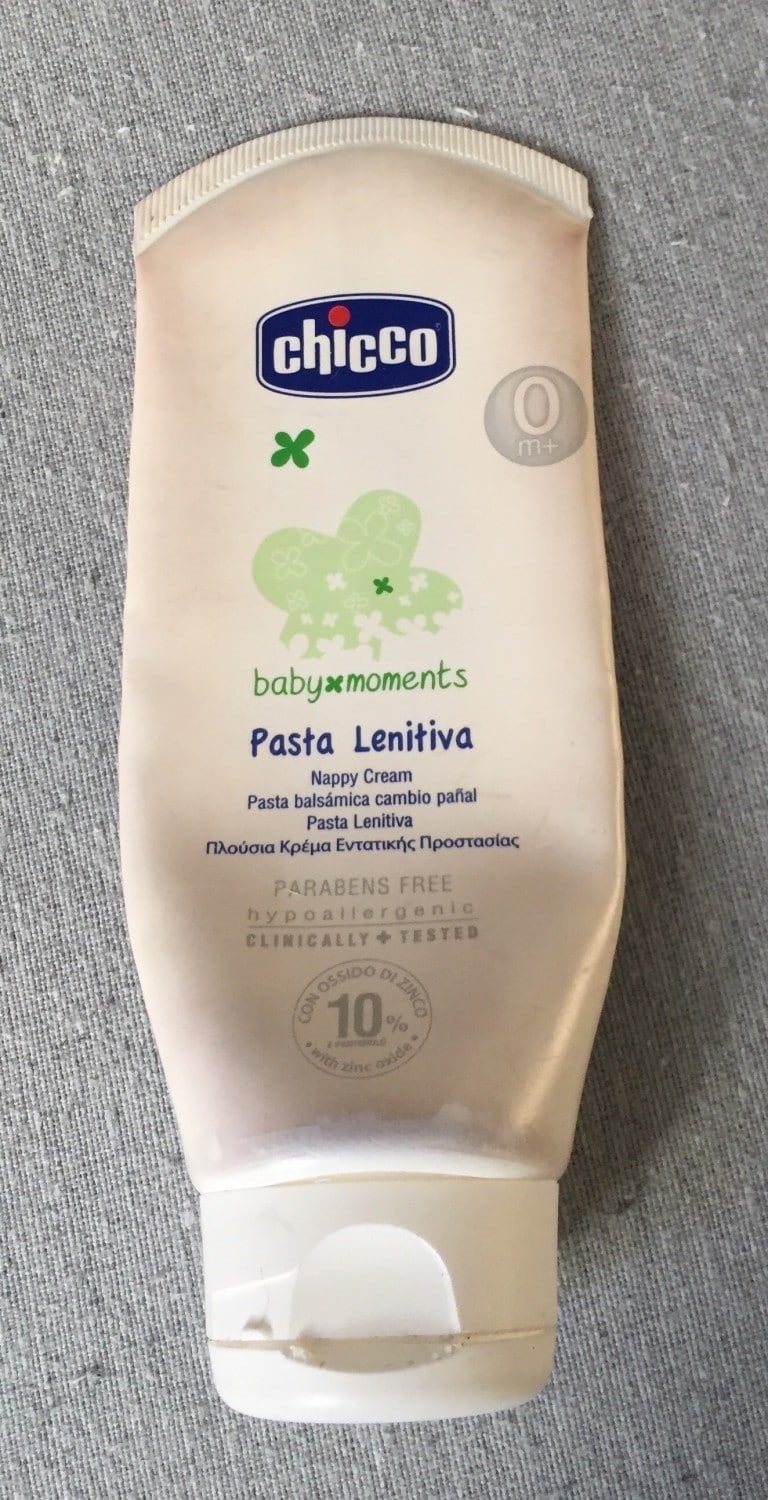 chicco
0
m+
baby moments
Pasta Lenitiva
Nappy Cream
Pasta balsámica cambio pañal
Pasta Lenitiva
Πλούσια Κρέμα Εντατικής Προστασίας
PARABENS FREE
hypoallergenic
CLINICALLY + TESTED
CON OSSIDO DI ZINCO
10%
E PANTENOLO
with zinc oxide